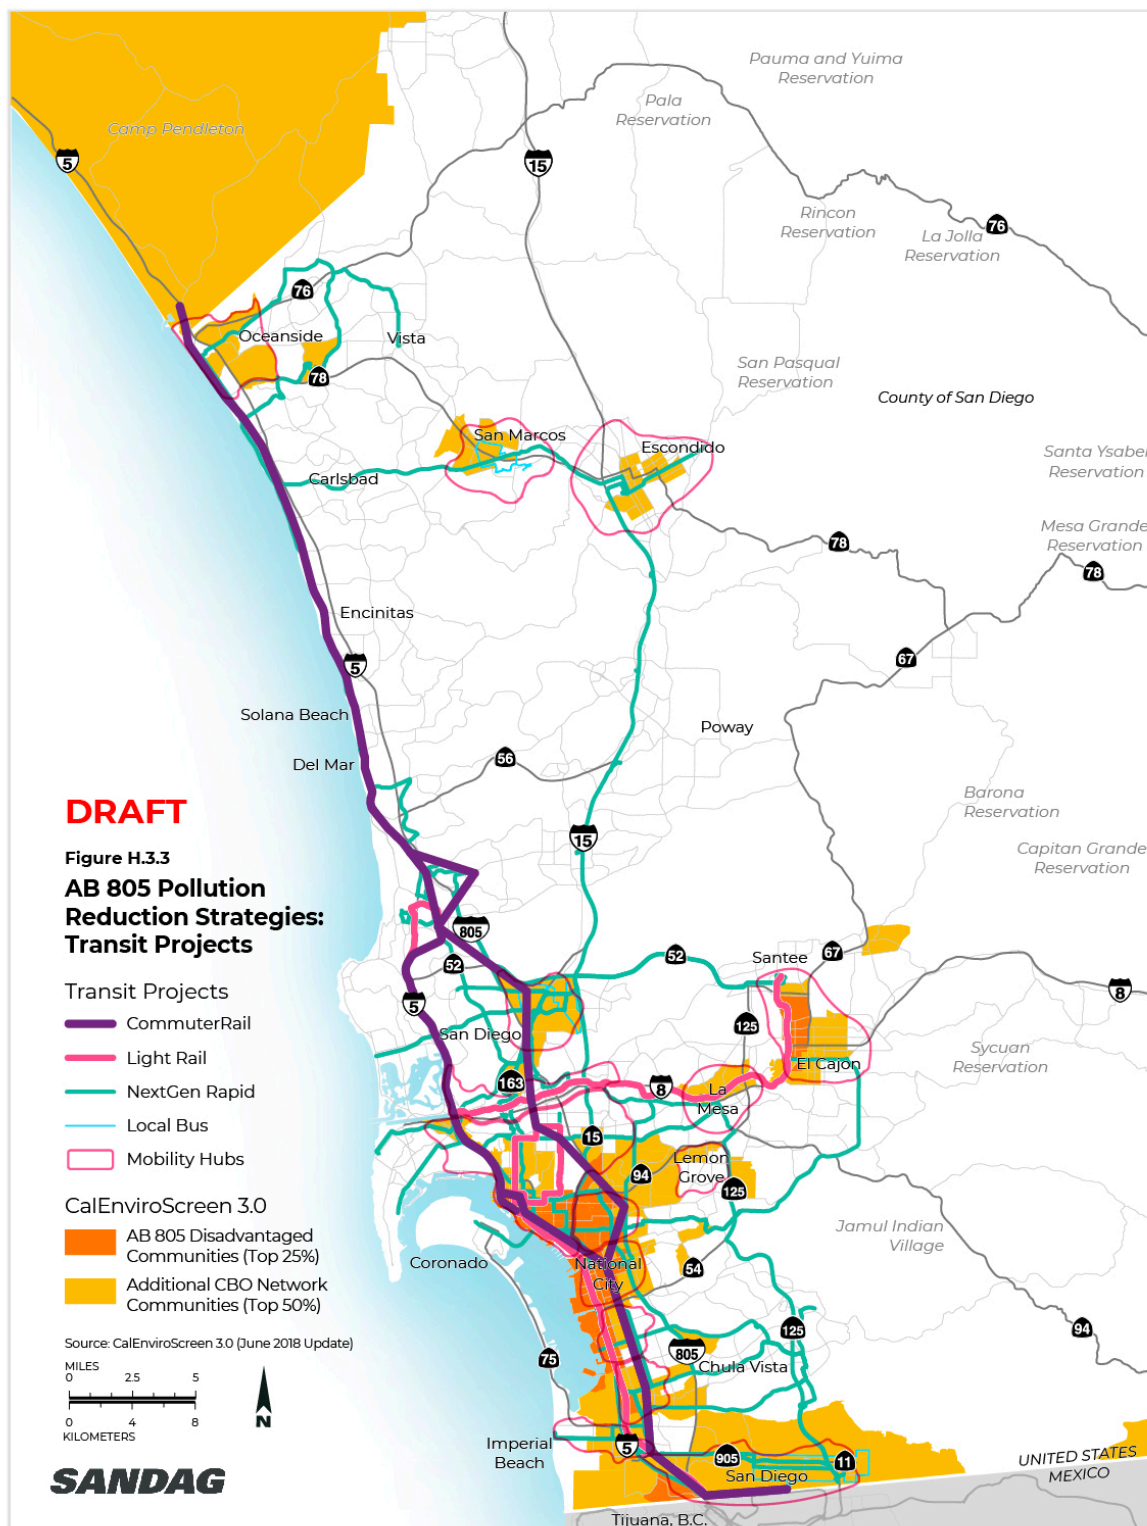 Pauma and Yuima
Reservation
Pala
Reservation
Camp Pendleton
5
15
Rincon
Reservation
La Jolla
Reservation
76
76
Oceanside
Vista
78
San Pasqual
Reservation
County of San Diego
San Marcos
Escondido
Santa Ysabel
Reservation
Carlsbad
Mesa Grande
Reservation
78
78
Encinitas
5
67
Solana Beach
Poway
Del Mar
56
Barona
Reservation
15
Capitan Grande
Reservation
DRAFT
Figure H.3.3
AB 805 Pollution
Reduction Strategies:
Transit Projects
805
52
52
Santee
67
8
5
125
San Diego
Sycuan
Reservation
El Cajon
163
8
La
Mesa
15
Lemon
Grove
94
125
Jamul Indian
Village
Coronado
National
City
54
125
94
805
Chula Vista
75
Imperial
Beach
5
905
11
San Diego
UNITED STATES
MEXICO
Tijuana, B.C.
Transit Projects
CommuterRail
Light Rail
NextGen Rapid
Local Bus
Mobility Hubs
CalEnviroScreen 3.0
AB 805 Disadvantaged
Communities (Top 25%)
Additional CBO Network
Communities (Top 50%)
Source: CalEnviroScreen 3.0 (June 2018 Update)
MILES
0 2.5 5
0 4 8
KILOMETERS
N
SANDAG